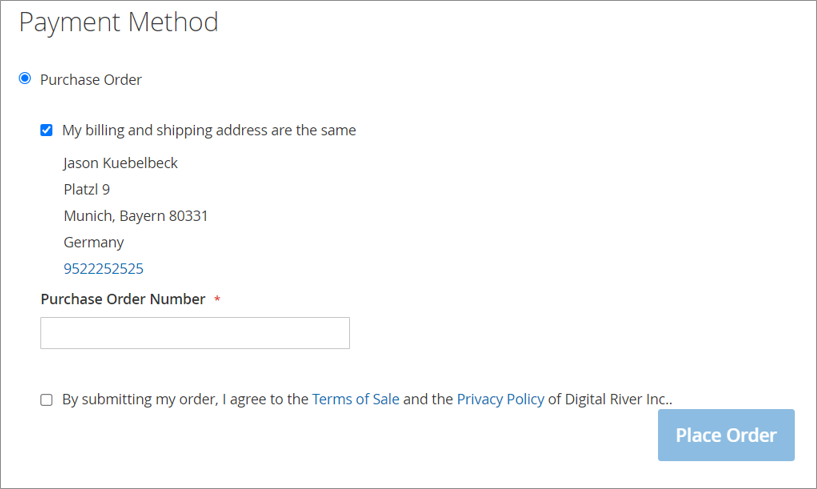 Payment Method
Purchase Order
My billing and shipping address are the same
Jason Kuebelbeck
Platzl 9
Munich, Bayern 80331
Germany
9522252525
Purchase Order Number *
By submitting my order, I agree to the Terms of Sale and the Privacy Policy of Digital River Inc..
Place Order